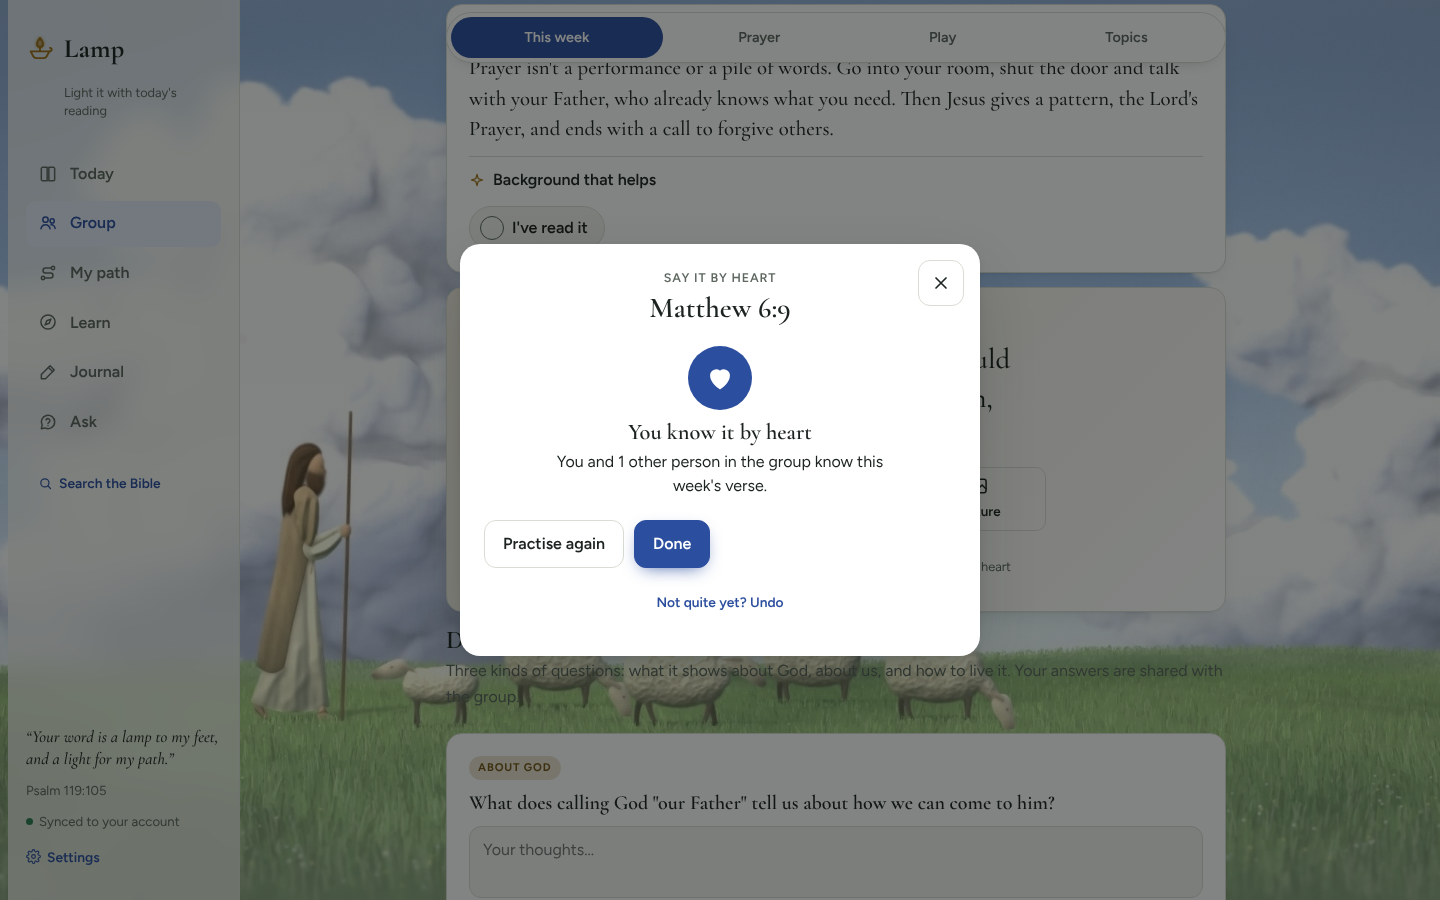 Lamp
Light it with today's
reading
Today
Group
My path
Learn
Journal
Ask
Search the Bible
“Your word is a lamp to my feet,
and a light for my path.”
Psalm 119:105
Synced to your account
Settings
This week
Prayer
Play
Topics
Prayer isn't a performance or a pile of words. Go into your room, shut the door and talk
with your Father, who already knows what you need. Then Jesus gives a pattern, the Lord's
Prayer, and ends with a call to forgive others.
Background that helps
I've read it
SAY IT BY HEART
Matthew 6:9
You know it by heart
You and 1 other person in the group know this
week's verse.
Practise again
Done
Not quite yet? Undo
heart
Three kinds of questions: what it shows about God, about us, and how to live it. Your answers are shared with
the group.
ABOUT GOD
What does calling God "our Father" tell us about how we can come to him?
Your thoughts...